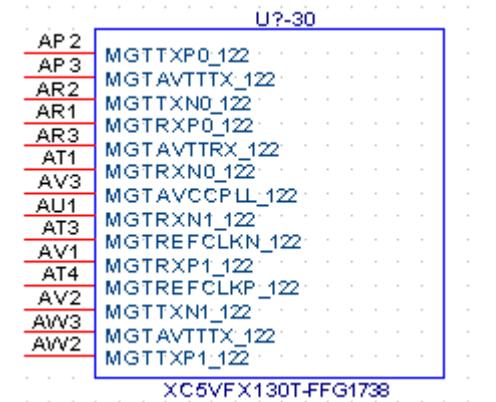 U?-30
AP2 MGTTXP0_122
AP3 MGTAVTTTX_122
AR2 MGTTXN0_122
AR1 MGTRXP0_122
AR3 MGTAVTTRX_122
AT1 MGTRXN0_122
AV3 MGTAVCCPLL_122
AU1 MGTRXN1_122
AT3 MGTREFCLKN_122
AV1 MGTRXP1_122
AT4 MGTREFCLKP_122
AV2 MGTTXN1_122
AW3 MGTAVTTTX_122
AW2 MGTTXP1_122
XC5VFX130T-FFG1738